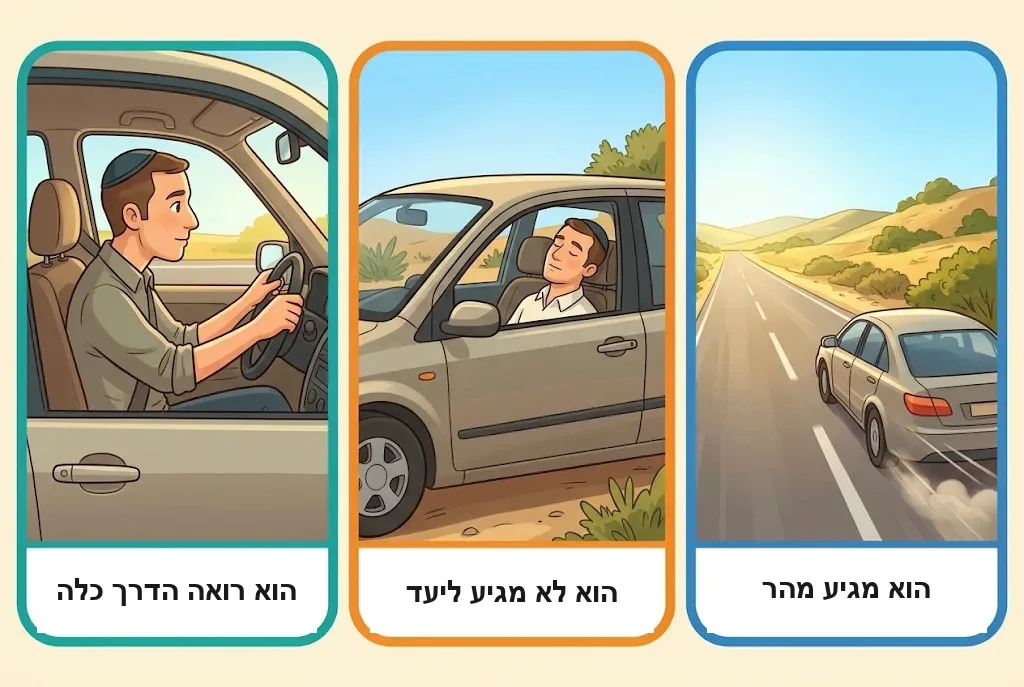 הוא מגיע מהר
הוא לא מגיע ליעד
הוא רואה הדרך כלה